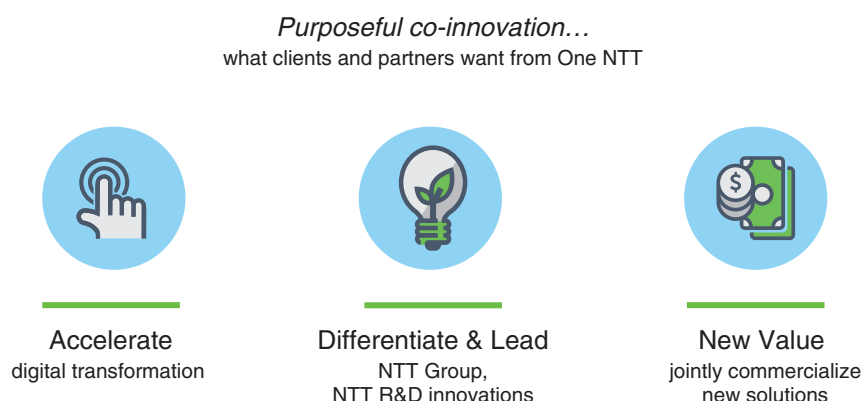 Purposeful co-innovation…
what clients and partners want from One NTT
$
Accelerate
digital transformation
Differentiate & Lead
NTT Group,
NTT R&D innovations
New Value
jointly commercialize
new solutions